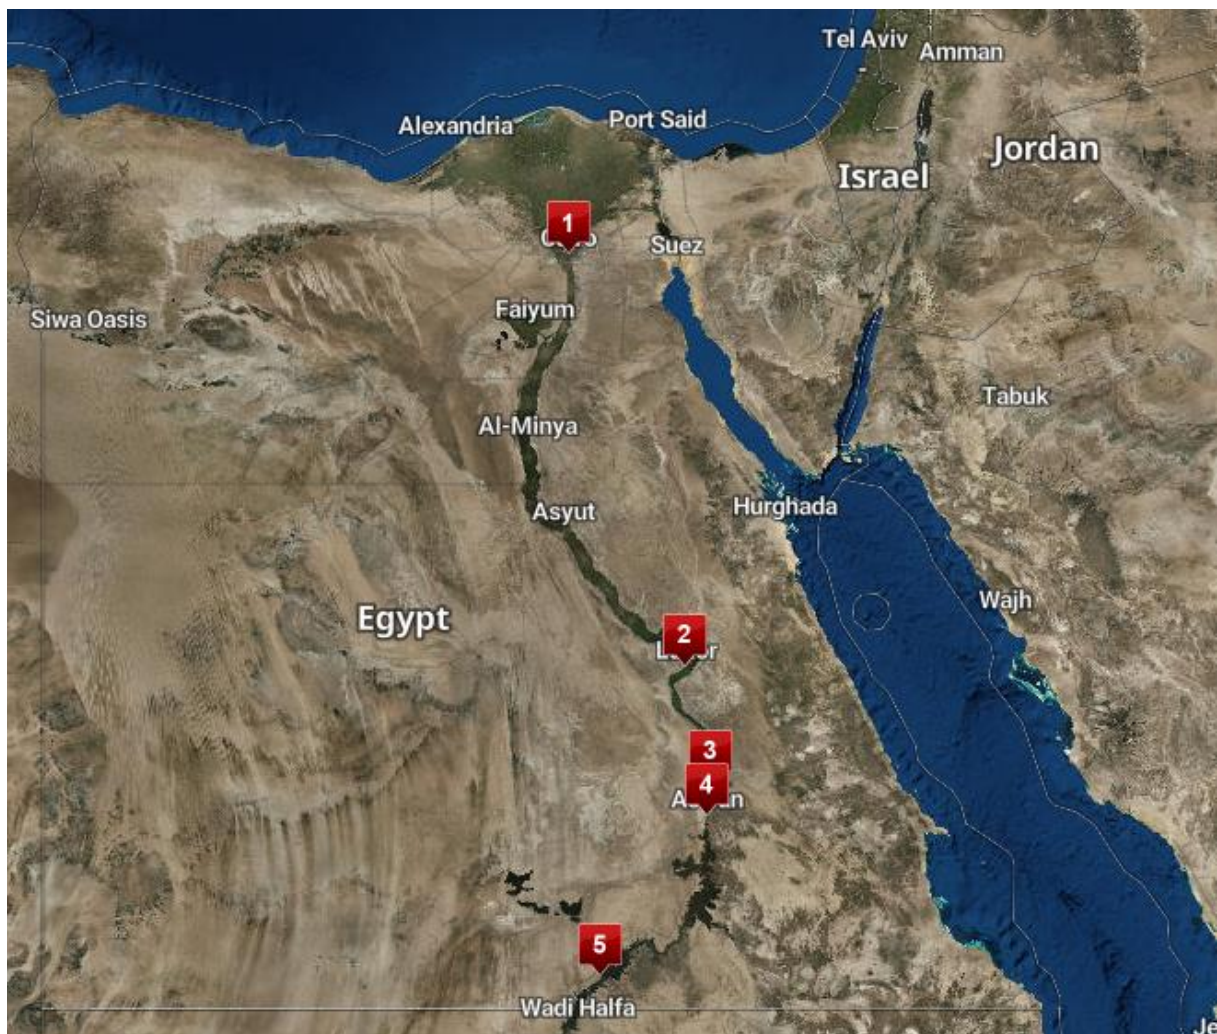 Tel Aviv
Amman
Alexandria
Port Said
Jordan
Israel
1
Suez
Faiyum
Siwa Oasis
Tabuk
Al-Minya
Hurghada
Asyut
Wajh
Egypt
2
3
4
5
Wadi Halfa